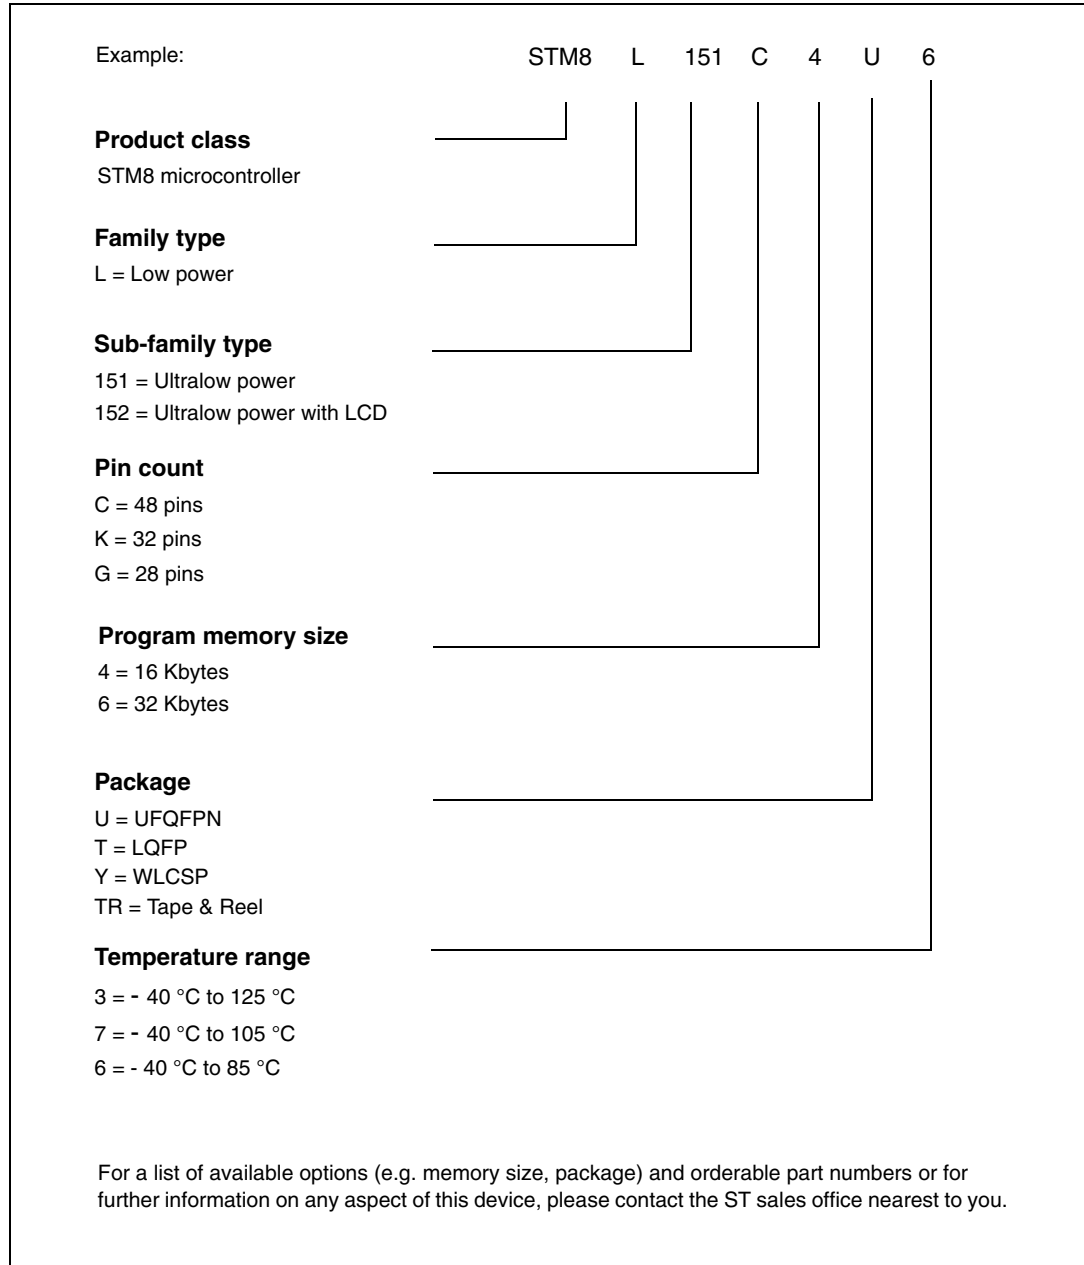 Example: STM8 L 151 C 4 U 6
Product class
STM8 microcontroller
Family type
L = Low power
Sub-family type
151 = Ultralow power
152 = Ultralow power with LCD
Pin count
C = 48 pins
K = 32 pins
G = 28 pins
Program memory size
4 = 16 Kbytes
6 = 32 Kbytes
Package
U = UFQFPN
T = LQFP
Y = WLCSP
TR = Tape & Reel
Temperature range
3 = - 40 °C to 125 °C
7 = - 40 °C to 105 °C
6 = - 40 °C to 85 °C
For a list of available options (e.g. memory size, package) and orderable part numbers or for
further information on any aspect of this device, please contact the ST sales office nearest to you.